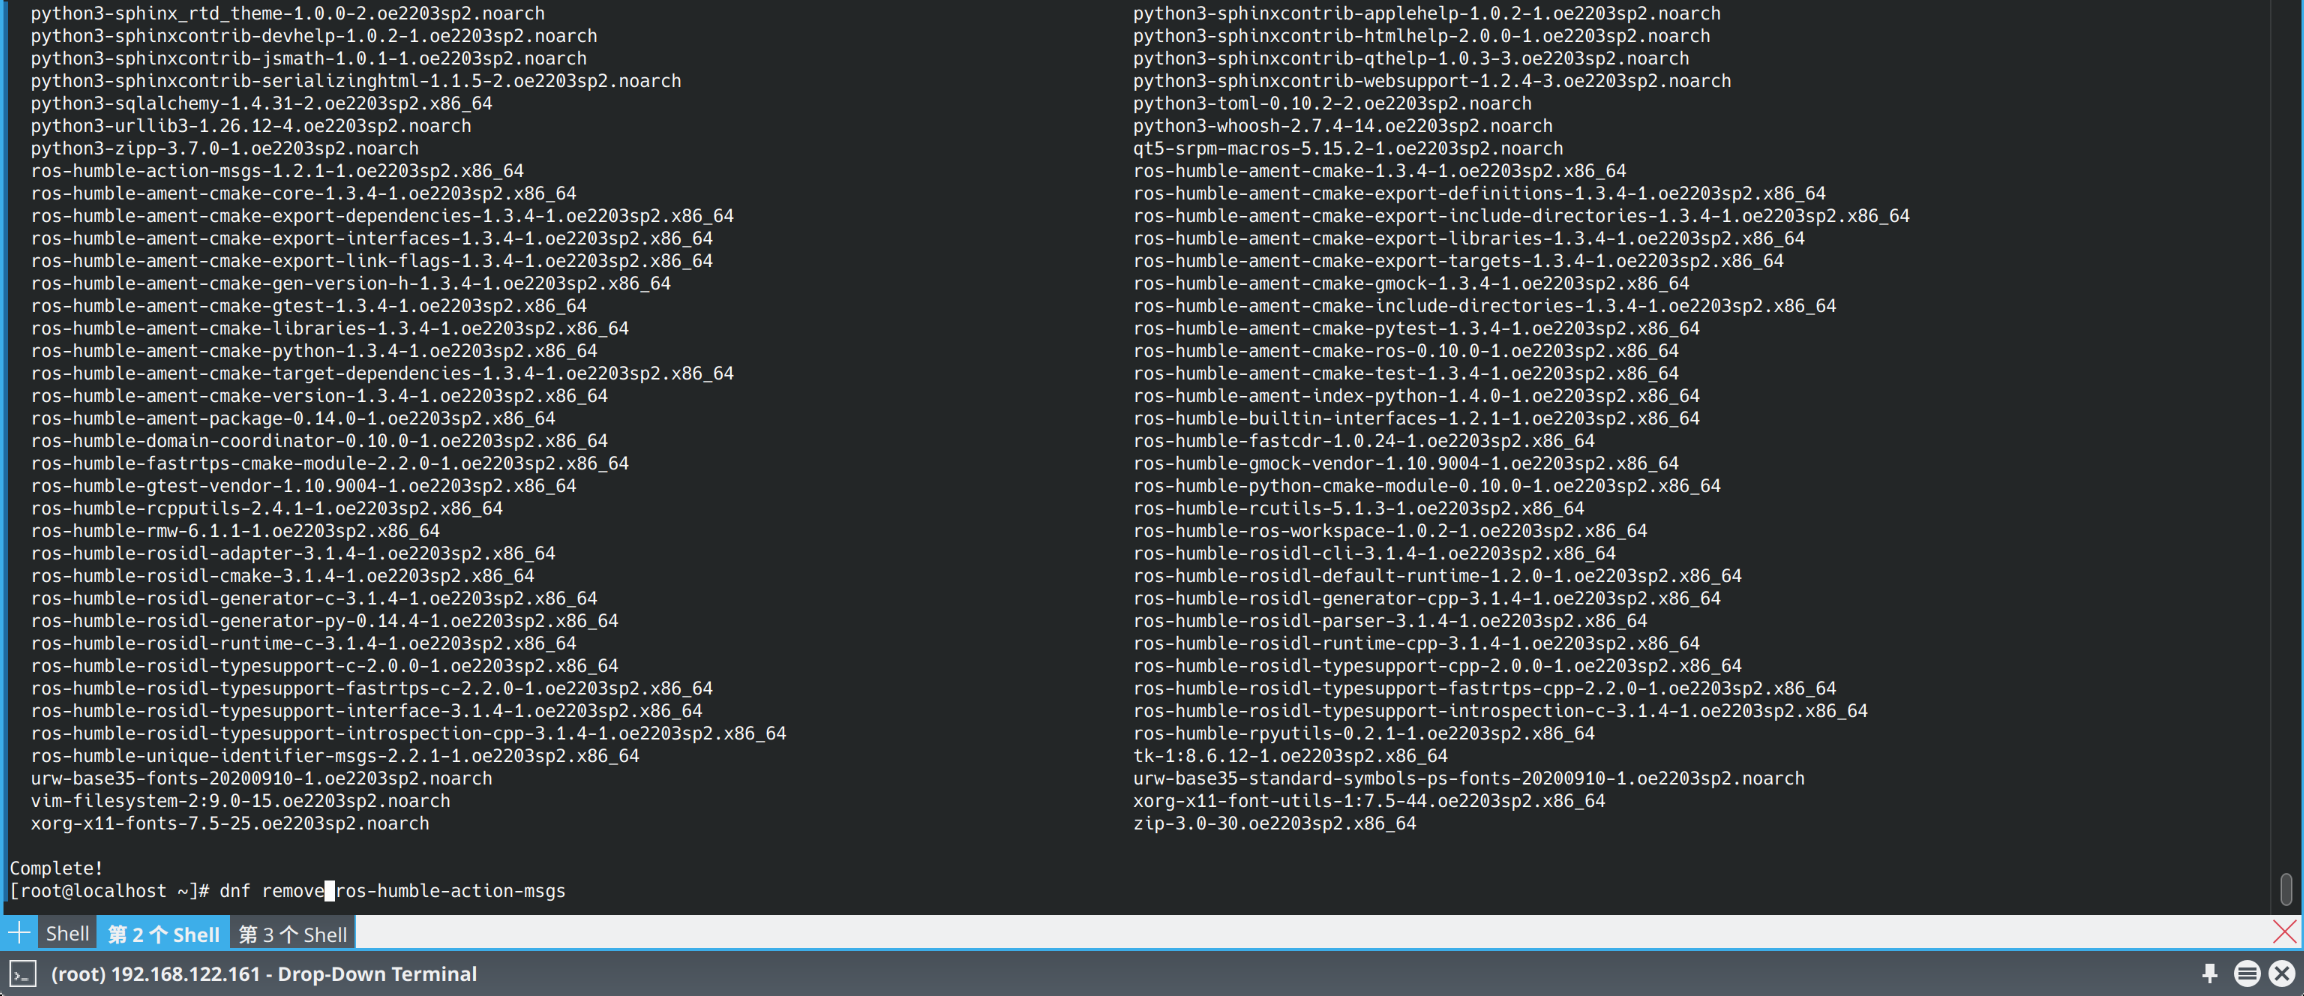 python3-sphinx_rtd_theme-1.0.0-2.oe2203sp2.noarch python3-sphinxcontrib-applehelp-1.0.2-1.oe2203sp2.noarch
python3-sphinxcontrib-devhelp-1.0.2-1.oe2203sp2.noarch python3-sphinxcontrib-htmlhelp-2.0.0-1.oe2203sp2.noarch
python3-sphinxcontrib-jsmath-1.0.1-1.oe2203sp2.noarch python3-sphinxcontrib-qthelp-1.0.3-3.oe2203sp2.noarch
python3-sphinxcontrib-serializinghtml-1.1.5-2.oe2203sp2.noarch python3-sphinxcontrib-websupport-1.2.4-3.oe2203sp2.noarch
python3-sqlalchemy-1.4.31-2.oe2203sp2.x86_64 python3-toml-0.10.2-2.oe2203sp2.noarch
python3-urllib3-1.26.12-4.oe2203sp2.noarch python3-whoosh-2.7.4-14.oe2203sp2.noarch
python3-zipp-3.7.0-1.oe2203sp2.noarch qt5-srpm-macros-5.15.2-1.oe2203sp2.noarch
ros-humble-action-msgs-1.2.1-1.oe2203sp2.x86_64 ros-humble-ament-cmake-1.3.4-1.oe2203sp2.x86_64
ros-humble-ament-cmake-core-1.3.4-1.oe2203sp2.x86_64 ros-humble-ament-cmake-export-definitions-1.3.4-1.oe2203sp2.x86_64
ros-humble-ament-cmake-export-dependencies-1.3.4-1.oe2203sp2.x86_64 ros-humble-ament-cmake-export-include-directories-1.3.4-1.oe2203sp2.x86_64
ros-humble-ament-cmake-export-interfaces-1.3.4-1.oe2203sp2.x86_64 ros-humble-ament-cmake-export-libraries-1.3.4-1.oe2203sp2.x86_64
ros-humble-ament-cmake-export-link-flags-1.3.4-1.oe2203sp2.x86_64 ros-humble-ament-cmake-export-targets-1.3.4-1.oe2203sp2.x86_64
ros-humble-ament-cmake-gen-version-h-1.3.4-1.oe2203sp2.x86_64 ros-humble-ament-cmake-gmock-1.3.4-1.oe2203sp2.x86_64
ros-humble-ament-cmake-gtest-1.3.4-1.oe2203sp2.x86_64 ros-humble-ament-cmake-include-directories-1.3.4-1.oe2203sp2.x86_64
ros-humble-ament-cmake-libraries-1.3.4-1.oe2203sp2.x86_64 ros-humble-ament-cmake-pytest-1.3.4-1.oe2203sp2.x86_64
ros-humble-ament-cmake-python-1.3.4-1.oe2203sp2.x86_64 ros-humble-ament-cmake-ros-0.10.0-1.oe2203sp2.x86_64
ros-humble-ament-cmake-target-dependencies-1.3.4-1.oe2203sp2.x86_64 ros-humble-ament-cmake-test-1.3.4-1.oe2203sp2.x86_64
ros-humble-ament-cmake-version-1.3.4-1.oe2203sp2.x86_64 ros-humble-ament-index-python-1.4.0-1.oe2203sp2.x86_64
ros-humble-ament-package-0.14.0-1.oe2203sp2.x86_64 ros-humble-builtin-interfaces-1.2.1-1.oe2203sp2.x86_64
ros-humble-domain-coordinator-0.10.0-1.oe2203sp2.x86_64 ros-humble-fastcdr-1.0.24-1.oe2203sp2.x86_64
ros-humble-fastrtps-cmake-module-2.2.0-1.oe2203sp2.x86_64 ros-humble-gmock-vendor-1.10.9004-1.oe2203sp2.x86_64
ros-humble-gtest-vendor-1.10.9004-1.oe2203sp2.x86_64 ros-humble-python-cmake-module-0.10.0-1.oe2203sp2.x86_64
ros-humble-rcpputils-2.4.1-1.oe2203sp2.x86_64 ros-humble-rcutils-5.1.3-1.oe2203sp2.x86_64
ros-humble-rmw-6.1.1-1.oe2203sp2.x86_64 ros-humble-ros-workspace-1.0.2-1.oe2203sp2.x86_64
ros-humble-rosidl-adapter-3.1.4-1.oe2203sp2.x86_64 ros-humble-rosidl-cli-3.1.4-1.oe2203sp2.x86_64
ros-humble-rosidl-cmake-3.1.4-1.oe2203sp2.x86_64 ros-humble-rosidl-default-runtime-1.2.0-1.oe2203sp2.x86_64
ros-humble-rosidl-generator-c-3.1.4-1.oe2203sp2.x86_64 ros-humble-rosidl-generator-cpp-3.1.4-1.oe2203sp2.x86_64
ros-humble-rosidl-generator-py-0.14.4-1.oe2203sp2.x86_64 ros-humble-rosidl-parser-3.1.4-1.oe2203sp2.x86_64
ros-humble-rosidl-runtime-c-3.1.4-1.oe2203sp2.x86_64 ros-humble-rosidl-runtime-cpp-3.1.4-1.oe2203sp2.x86_64
ros-humble-rosidl-typesupport-c-2.0.0-1.oe2203sp2.x86_64 ros-humble-rosidl-typesupport-cpp-2.0.0-1.oe2203sp2.x86_64
ros-humble-rosidl-typesupport-fastrtps-c-2.2.0-1.oe2203sp2.x86_64 ros-humble-rosidl-typesupport-fastrtps-cpp-2.2.0-1.oe2203sp2.x86_64
ros-humble-rosidl-typesupport-interface-3.1.4-1.oe2203sp2.x86_64 ros-humble-rosidl-typesupport-introspection-c-3.1.4-1.oe2203sp2.x86_64
ros-humble-rosidl-typesupport-introspection-cpp-3.1.4-1.oe2203sp2.x86_64 ros-humble-rpyutils-0.2.1-1.oe2203sp2.x86_64
ros-humble-unique-identifier-msgs-2.2.1-1.oe2203sp2.x86_64 tk-1:8.6.12-1.oe2203sp2.x86_64
urw-base35-fonts-20200910-1.oe2203sp2.noarch urw-base35-standard-symbols-ps-fonts-20200910-1.oe2203sp2.noarch
vim-filesystem-2:9.0-15.oe2203sp2.noarch xorg-x11-font-utils-1:7.5-44.oe2203sp2.x86_64
xorg-x11-fonts-7.5-25.oe2203sp2.noarch zip-3.0-30.oe2203sp2.x86_64
Complete!
[root@localhost ~]# dnf remove ros-humble-action-msgs
Shell 第 2 个 Shell 第 3 个 Shell
(root) 192.168.122.161 - Drop-Down Terminal